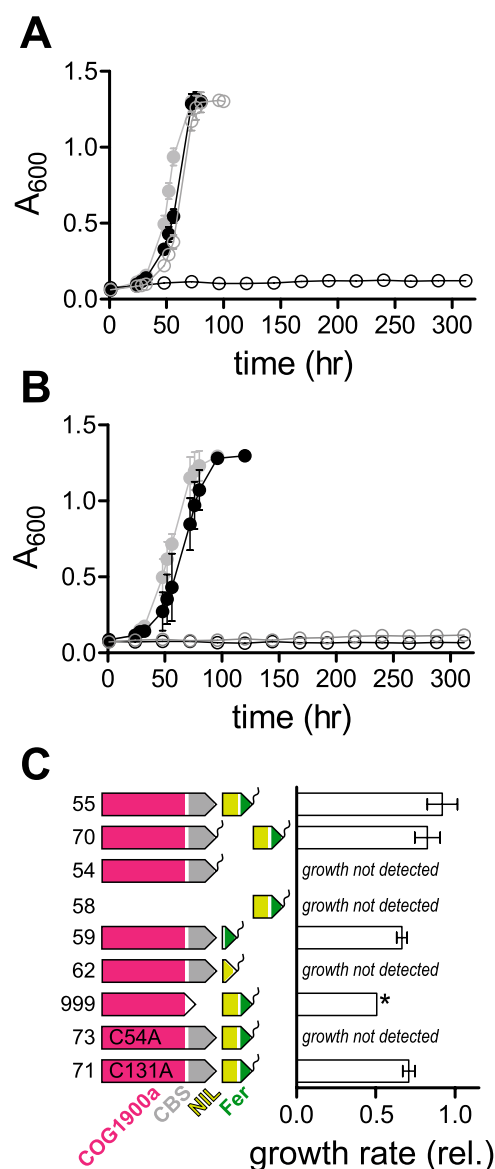 A
1.5
1.0
0.5
0.0
A600
0 50 100 150 200 250 300
time (hr)
B
1.5
1.0
0.5
0.0
A600
0 50 100 150 200 250 300
time (hr)
C
55
70
54 growth not detected
58 growth not detected
59
62 growth not detected
999 *
73 C54A growth not detected
71 C131A
COG1900a CBS NIL Fer
0.0 0.5 1.0
growth rate (rel.)